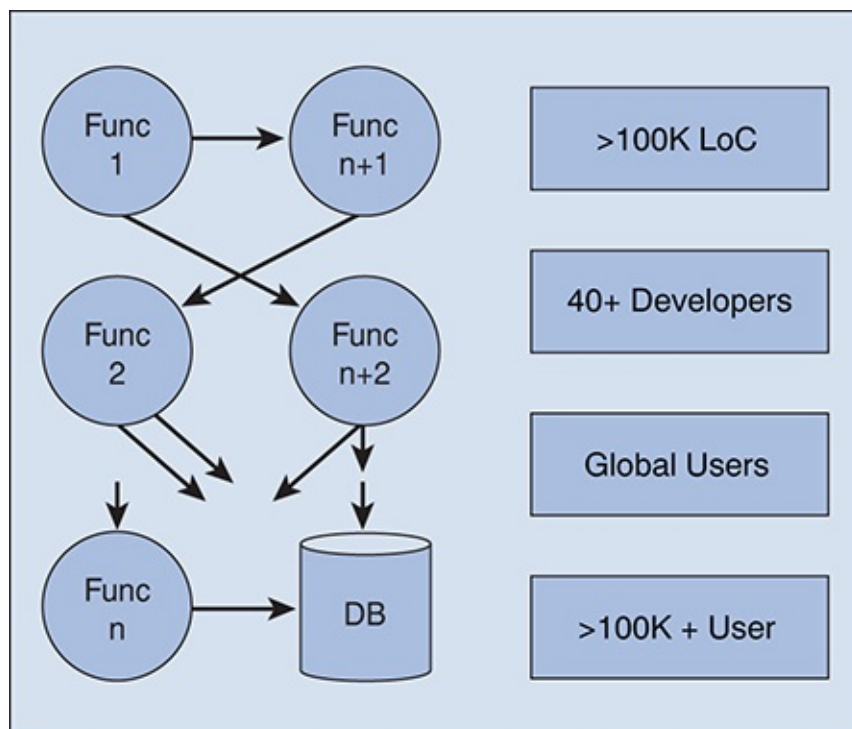 Func
1
Func
n+1
>100K LoC
Func
2
Func
n+2
40+ Developers
Global Users
Func
n
DB
>100K + User